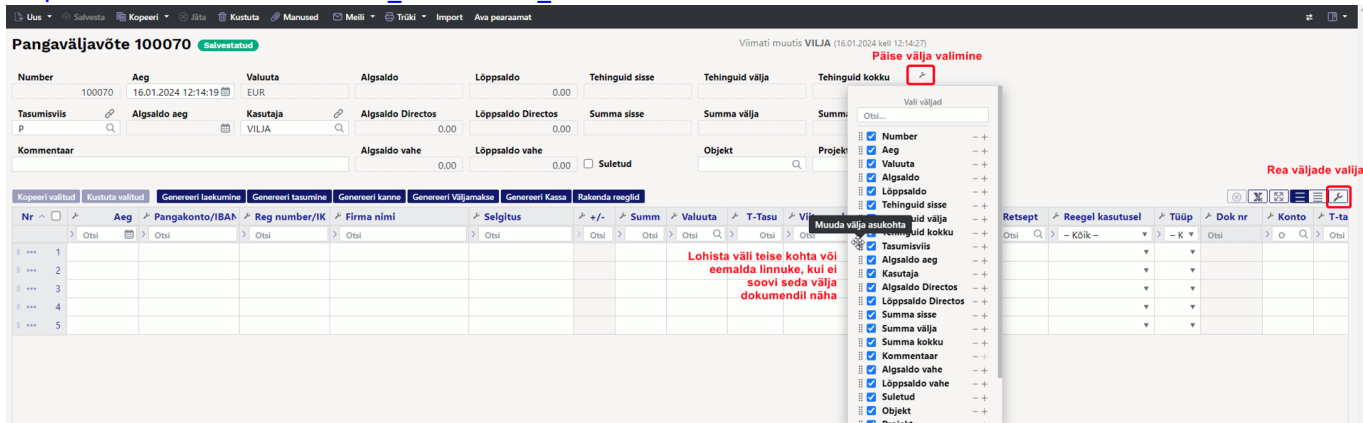 Uus Salvesta Kopeeri Jäta Kustuta Manused Meili Trüki Import Ava pearaamat
Pangaväljavõte 100070 Salvestatud Viimati muutis VILJA (16.01.2024 kell 12:14:27)
Päise välja valimine
Number Aeg Valuuta Algsaldo Lõppsaldo Tehinguid sisse Tehinguid välja Tehinguid kokku
100070 16.01.2024 12:14:19 EUR 0.00
Vali väljad
Tasumisviis Algsaldo aeg Kasutaja Algsaldo Directos Lõppsaldo Directos Summa sisse Summa välja
Otsi...
P VILJA 0.00 0.00
Number
Aeg
Valuuta
Algsaldo
Lõppsaldo
Tehinguid sisse
Tehinguid välja
Tehinguid kokku
Tasumisviis
Algsaldo aeg
Kasutaja
Algsaldo Directos
Lõppsaldo Directos
Summa sisse
Summa välja
Summa kokku
Kommentaar
Algsaldo vahe
Lõppsaldo vahe
Suletud
Objekt
Kommentaar Algsaldo vahe Lõppsaldo vahe Objekt
0.00 0.00 Suletud
Rea väljade valija
Kopeeri valitud Kustuta valitud Genereeri laekumine Genereeri tasumine Genereeri kanne Genereeri Väljamakse Genereeri Kassa Rakenda reeglid
Nr Aeg Pangakonto/IBAN Reg number/IK Firma nimi Selgitus +/- Summ Valuuta T-Tasu Retsept Reegel kasutusel Tüüp Dok nr Konto T-ta
Muuda välja asukohta
Otsi Otsi Otsi Otsi Otsi Otsi Otsi Otsi Otsi Otsi Otsi – Kõik – – K Otsi O Otsi
1
2
3
4
5
Lohista väli teise kohta või
eemalda linnuke, kui ei
soovi seda välja
dokumendil näha